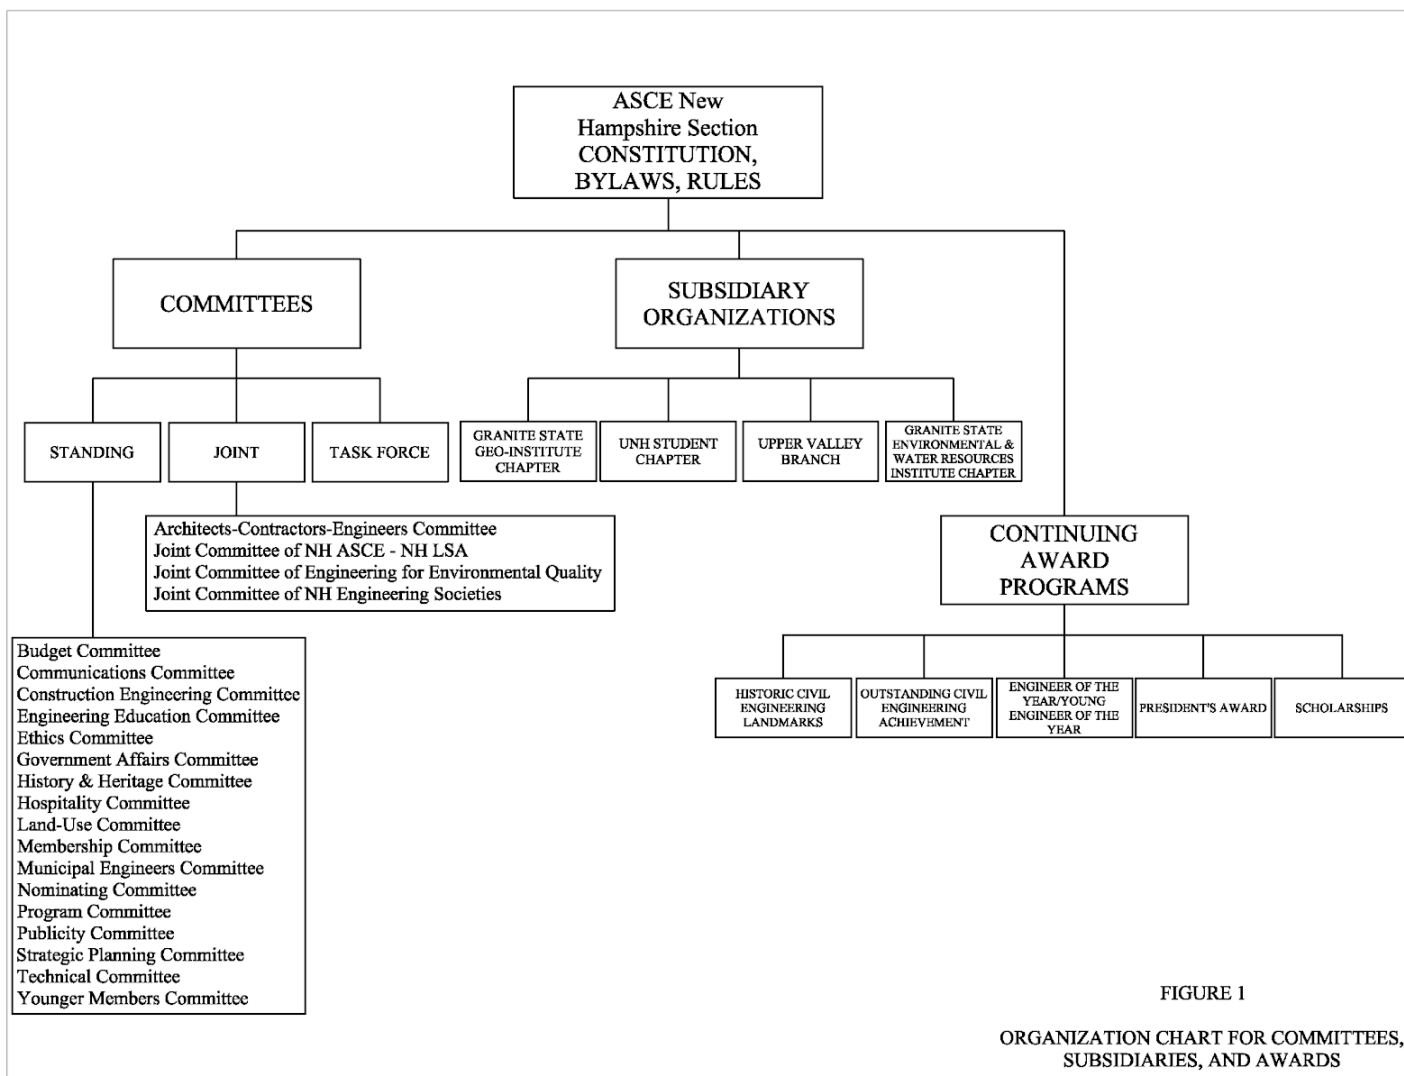 ASCE New
Hampshire Section
CONSTITUTION,
BYLAWS, RULES
COMMITTEES
SUBSIDIARY
ORGANIZATIONS
STANDING
JOINT
TASK FORCE
GRANITE STATE
GEO-INSTITUTE
CHAPTER
UNH STUDENT
CHAPTER
UPPER VALLEY
BRANCH
GRANITE STATE
ENVIRONMENTAL &
WATER RESOURCES
INSTITUTE CHAPTER
Architects-Contractors-Engineers Committee
Joint Committee of NH ASCE - NH LSA
Joint Committee of Engineering for Environmental Quality
Joint Committee of NH Engineering Societies
CONTINUING
AWARD
PROGRAMS
Budget Committee
Communications Committee
Construction Engineering Committee
Engineering Education Committee
Ethics Committee
Government Affairs Committee
History & Heritage Committee
Hospitality Committee
Land-Use Committee
Membership Committee
Municipal Engineers Committee
Nominating Committee
Program Committee
Publicity Committee
Strategic Planning Committee
Technical Committee
Younger Members Committee
HISTORIC CIVIL
ENGINEERING
LANDMARKS
OUTSTANDING CIVIL
ENGINEERING
ACHIEVEMENT
ENGINEER OF THE
YEAR/YOUNG
ENGINEER OF THE
YEAR
PRESIDENT'S AWARD
SCHOLARSHIPS
FIGURE 1
ORGANIZATION CHART FOR COMMITTEES,
SUBSIDIARIES, AND AWARDS